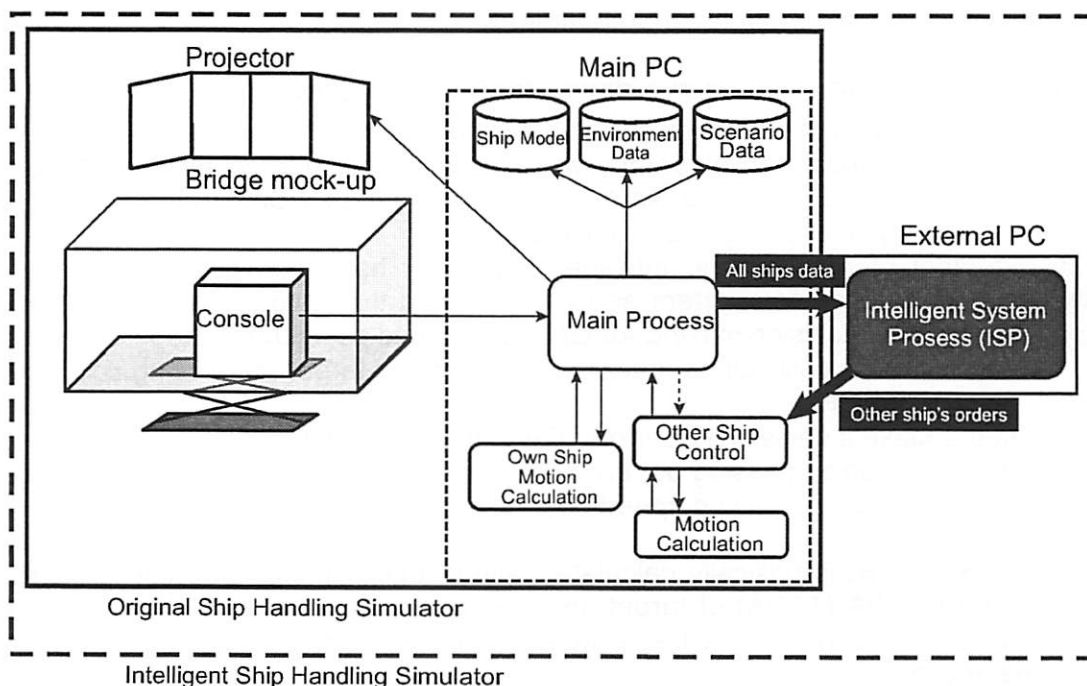 Projector
Main PC
Ship Model
Environment
Data
Scenario
Data
Bridge mock-up
External PC
All ships data
Console
Main Process
Intelligent System
Prosess (ISP)
Other ship's orders
Other Ship
Control
Own Ship
Motion
Calculation
Motion
Calculation
Original Ship Handling Simulator
Intelligent Ship Handling Simulator